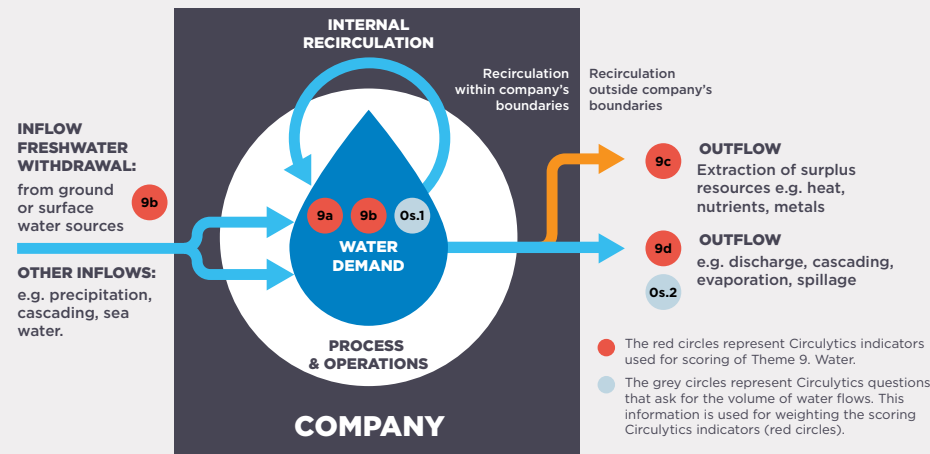 INTERNAL
RECIRCULATION
Recirculation
within company's
boundaries
Recirculation
outside company's
boundaries
INFLOW
FRESHWATER
WITHDRAWAL:
from ground
or surface
water sources
9b
OTHER INFLOWS:
e.g. precipitation,
cascading, sea
water.
9a
9b
0s.1
WATER
DEMAND
PROCESS
& OPERATIONS
COMPANY
9c
OUTFLOW
Extraction of surplus
resources e.g. heat,
nutrients, metals
9d
0s.2
OUTFLOW
e.g. discharge, cascading,
evaporation, spillage
The red circles represent Circulytics indicators
used for scoring of Theme 9. Water.
The grey circles represent Circulytics questions
that ask for the volume of water flows. This
information is used for weighting the scoring
Circulytics indicators (red circles).